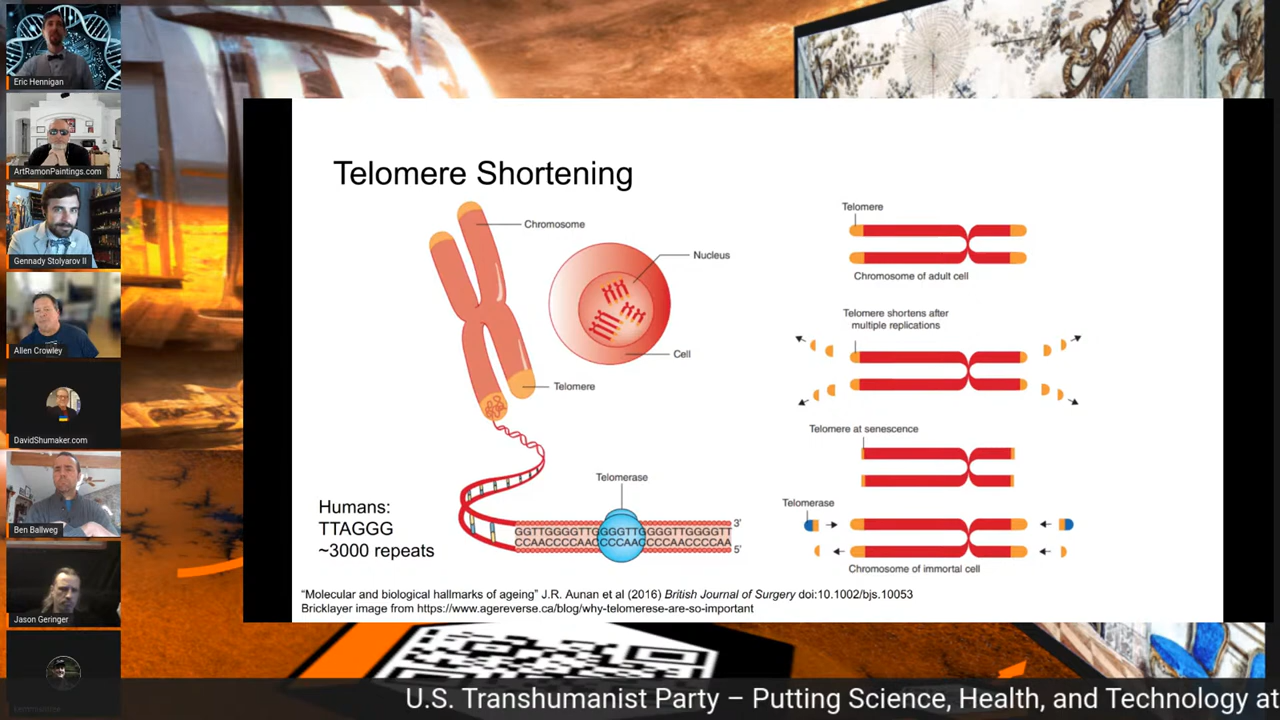 Eric Hennigan
ArtRamonPaintings.com
Gennady Stolyarov II
Allen Crowley
DavidShumaker.com
Ben Ballweg
Jason Geringer
Telomere Shortening
Chromosome
Nucleus
Cell
Telomere
Telomerase
GGTTGGGGTTGGGGTTGGGGTTGGGGTT
CCAACCCCAACCCCAACCCCAACCCCAA
3'
5'
Humans:
TTAGGG
~3000 repeats
Telomere
Chromosome of adult cell
Telomere shortens after
multiple replications
Telomere at senescence
Telomerase
Chromosome of immortal cell
“Molecular and biological hallmarks of ageing” J.R. Aunan et al (2016) British Journal of Surgery doi:10.1002/bjs.10053
Bricklayer image from https://www.agereverse.ca/blog/why-telomerese-are-so-important
U.S. Transhumanist Party – Putting Science, Health, and Technology at